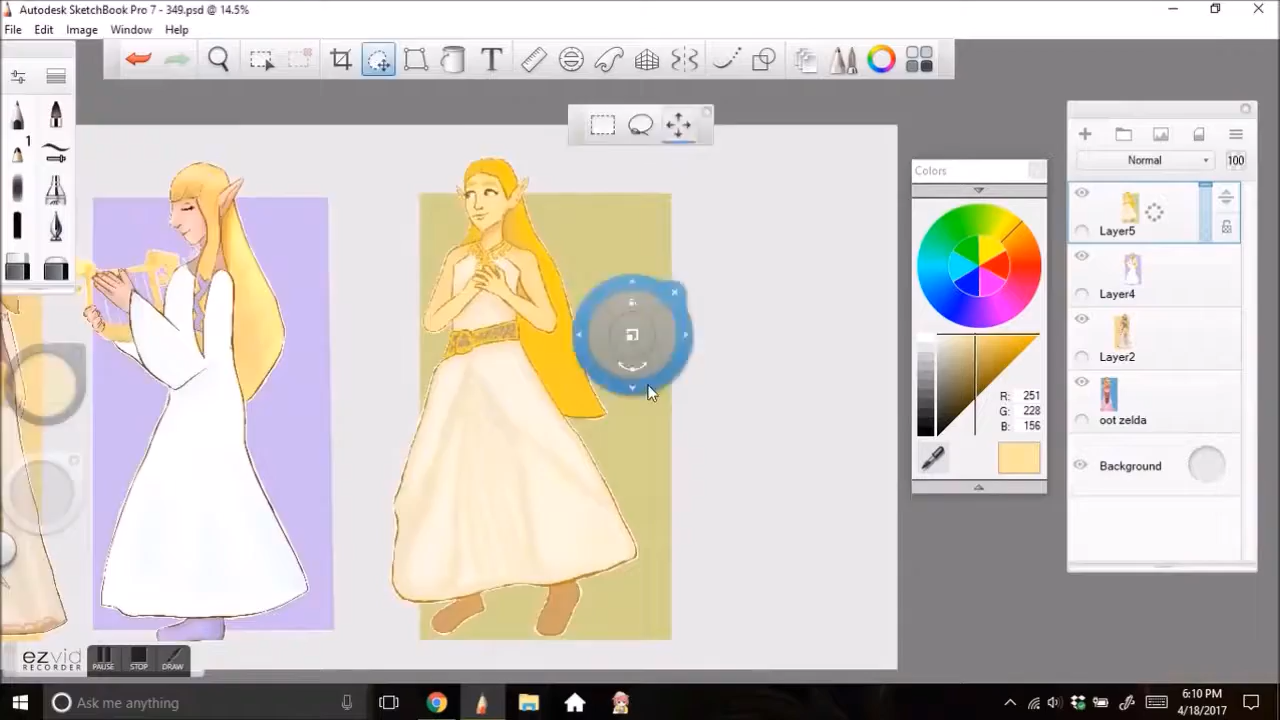 Autodesk SketchBook Pro 7 - 349.psd @ 14.5%
File Edit Image Window Help
T
1
Normal 100
Colors
Layer5
Layer4
Layer2
oot zelda
Background
R: 251
G: 228
B: 156
ezvid
RECORDER
PAUSE STOP DRAW
Ask me anything
6:10 PM
4/18/2017